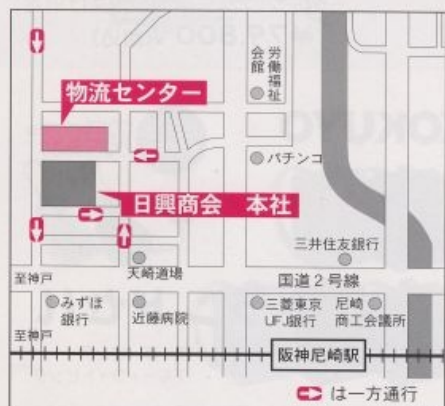 労働福祉
会館
物流センター
パチンコ
日興商会 本社
三井住友銀行
天崎道場
国道2号線
至神戸
みずほ
銀行
近藤病院
三菱東京
UFJ銀行
尼崎
商工会議所
至神戸
阪神尼崎駅
は一方通行